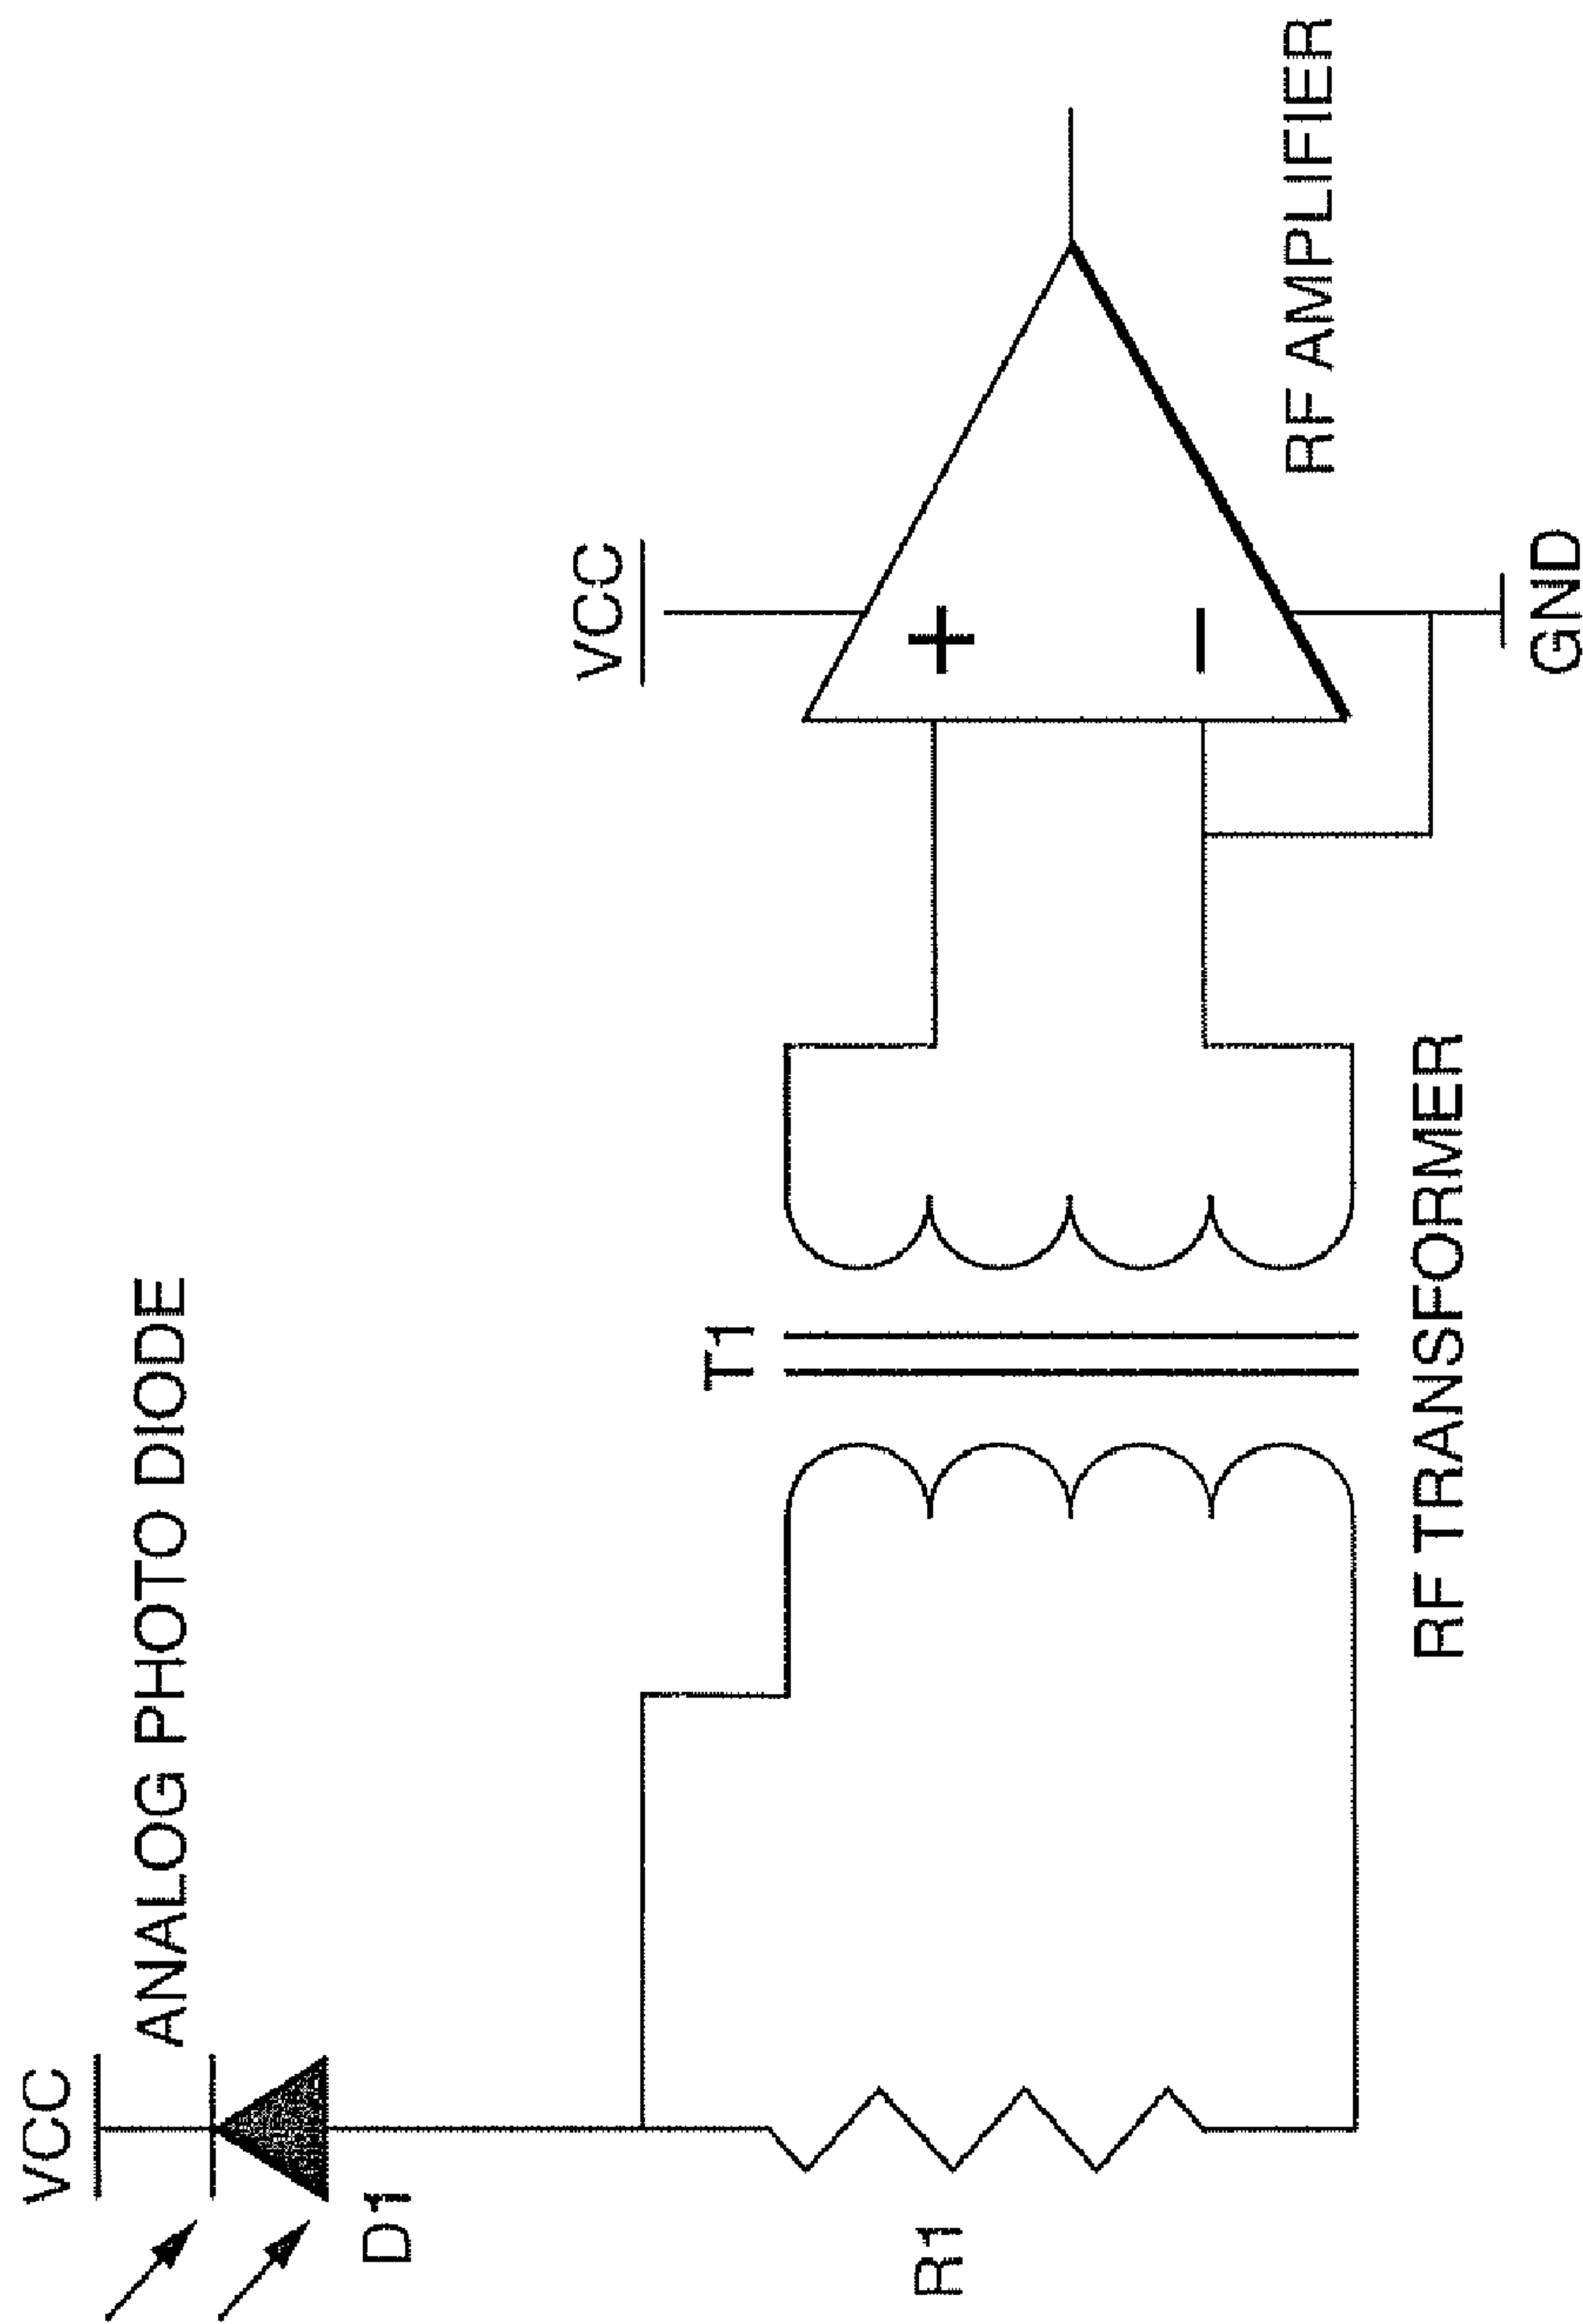 VCC
ANALOG PHOTO DIODE
D1
R1
T1
RF TRANSFORMER
VCC
+
−
GND
RF AMPLIFIER